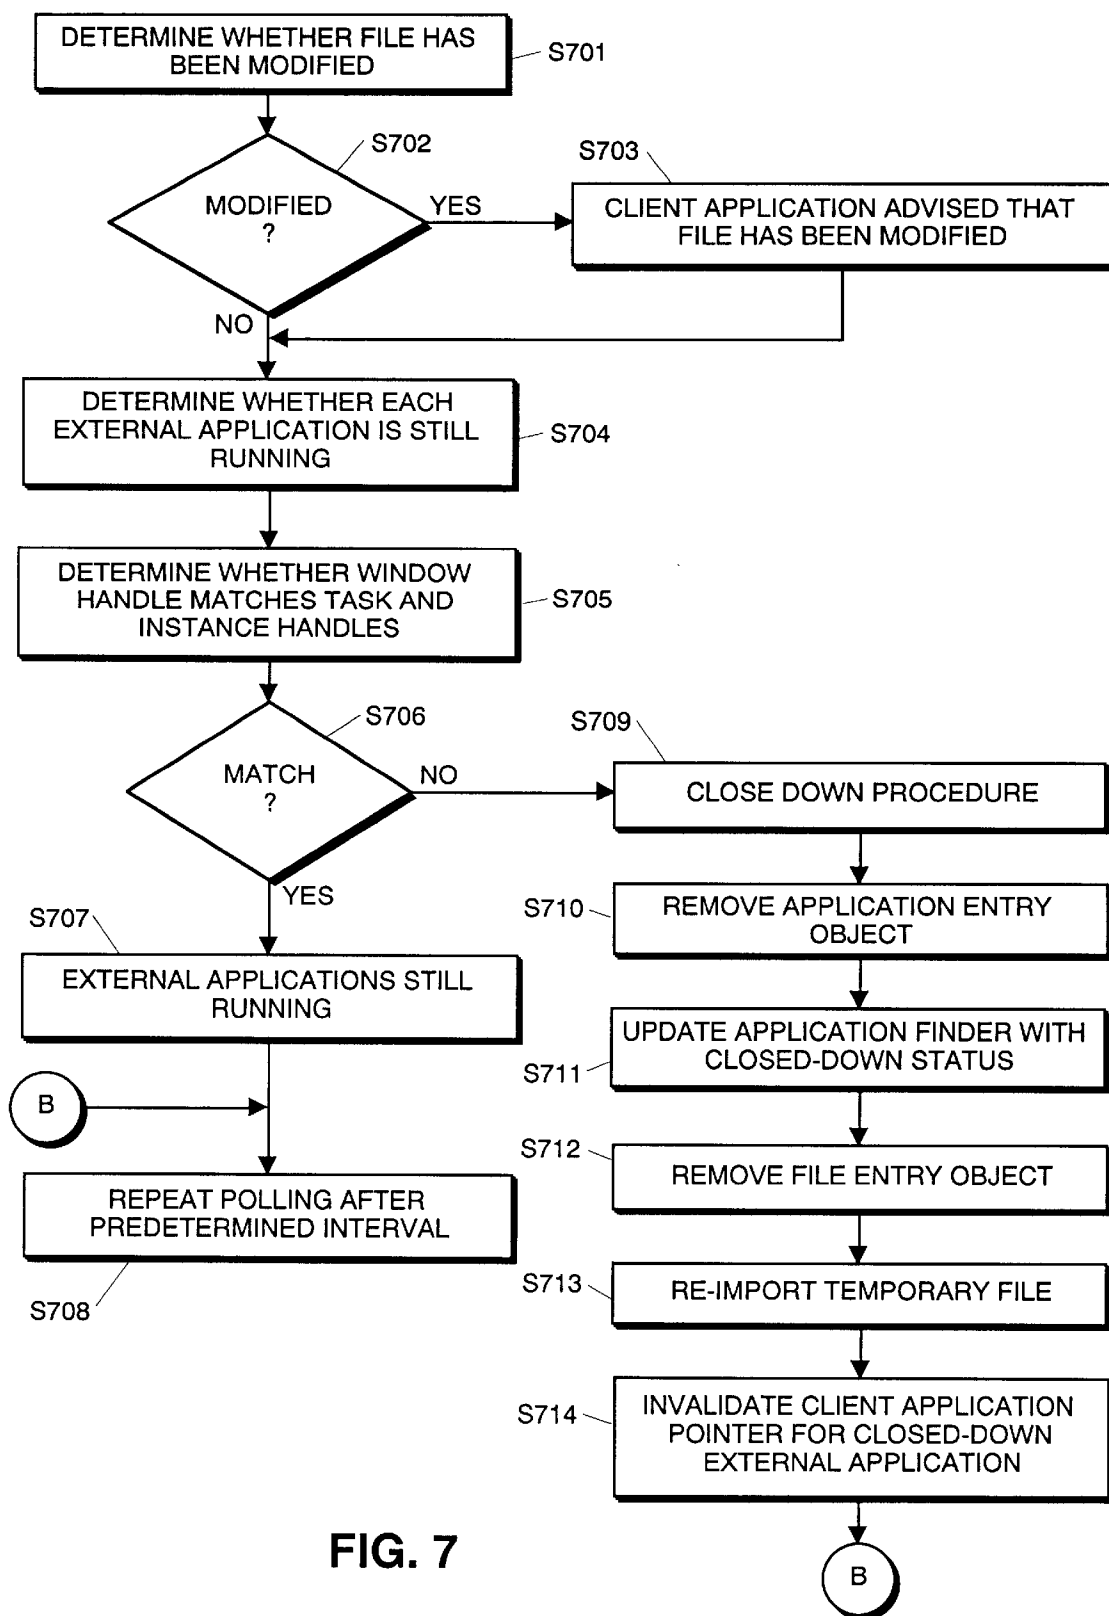 DETERMINE WHETHER FILE HAS
BEEN MODIFIED
S701
S702
MODIFIED
?
YES
NO
S703
CLIENT APPLICATION ADVISED THAT
FILE HAS BEEN MODIFIED
DETERMINE WHETHER EACH
EXTERNAL APPLICATION IS STILL
RUNNING
S704
DETERMINE WHETHER WINDOW
HANDLE MATCHES TASK AND
INSTANCE HANDLES
S705
S706
MATCH
?
NO
YES
S707
EXTERNAL APPLICATIONS STILL
RUNNING
B
REPEAT POLLING AFTER
PREDETERMINED INTERVAL
S708
S709
CLOSE DOWN PROCEDURE
S710
REMOVE APPLICATION ENTRY
OBJECT
S711
UPDATE APPLICATION FINDER WITH
CLOSED-DOWN STATUS
S712
REMOVE FILE ENTRY OBJECT
S713
RE-IMPORT TEMPORARY FILE
S714
INVALIDATE CLIENT APPLICATION
POINTER FOR CLOSED-DOWN
EXTERNAL APPLICATION
B
FIG. 7